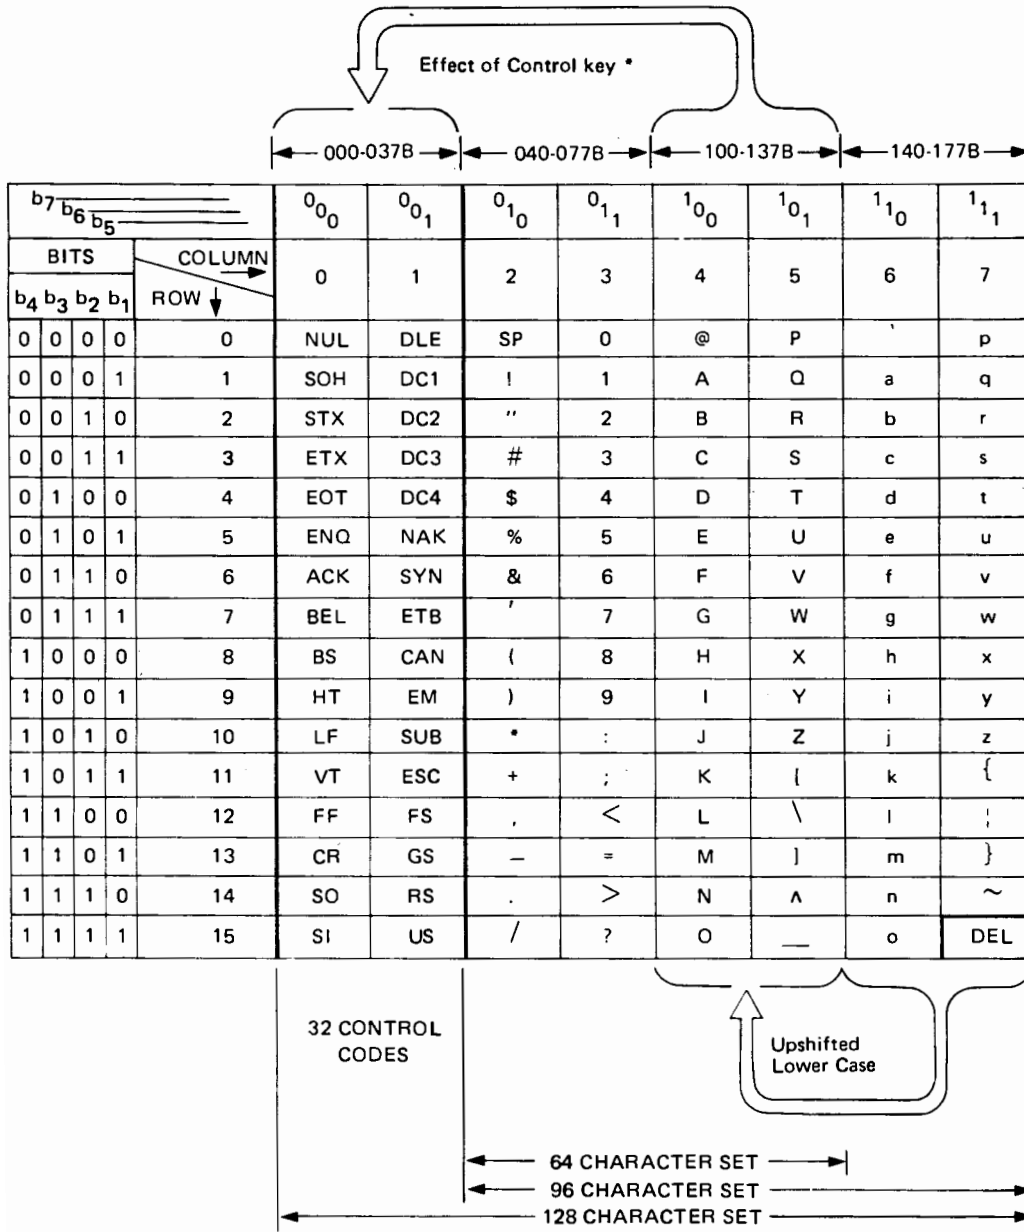 Effect of Control key *
000-037B 040-077B 100-137B 140-177B
b7 b6 b5 0 0 0 0 0 1 0 1 0 0 1 1 1 0 0 1 0 1 1 1 0 1 1 1
BITS COLUMN 0 1 2 3 4 5 6 7
b4 b3 b2 b1 ROW
0 0 0 0 0 NUL DLE SP 0 @ P ` p
0 0 0 1 1 SOH DC1 ! 1 A Q a q
0 0 1 0 2 STX DC2 " 2 B R b r
0 0 1 1 3 ETX DC3 # 3 C S c s
0 1 0 0 4 EOT DC4 $ 4 D T d t
0 1 0 1 5 ENQ NAK % 5 E U e u
0 1 1 0 6 ACK SYN & 6 F V f v
0 1 1 1 7 BEL ETB ' 7 G W g w
1 0 0 0 8 BS CAN ( 8 H X h x
1 0 0 1 9 HT EM ) 9 I Y i y
1 0 1 0 10 LF SUB * : J Z j z
1 0 1 1 11 VT ESC + ; K [ k {
1 1 0 0 12 FF FS , < L \ l ¦
1 1 0 1 13 CR GS — = M ] m }
1 1 1 0 14 SO RS . > N ʌ n ~
1 1 1 1 15 SI US / ? O _ o DEL
32 CONTROL
CODES
Upshifted
Lower Case
64 CHARACTER SET
96 CHARACTER SET
128 CHARACTER SET